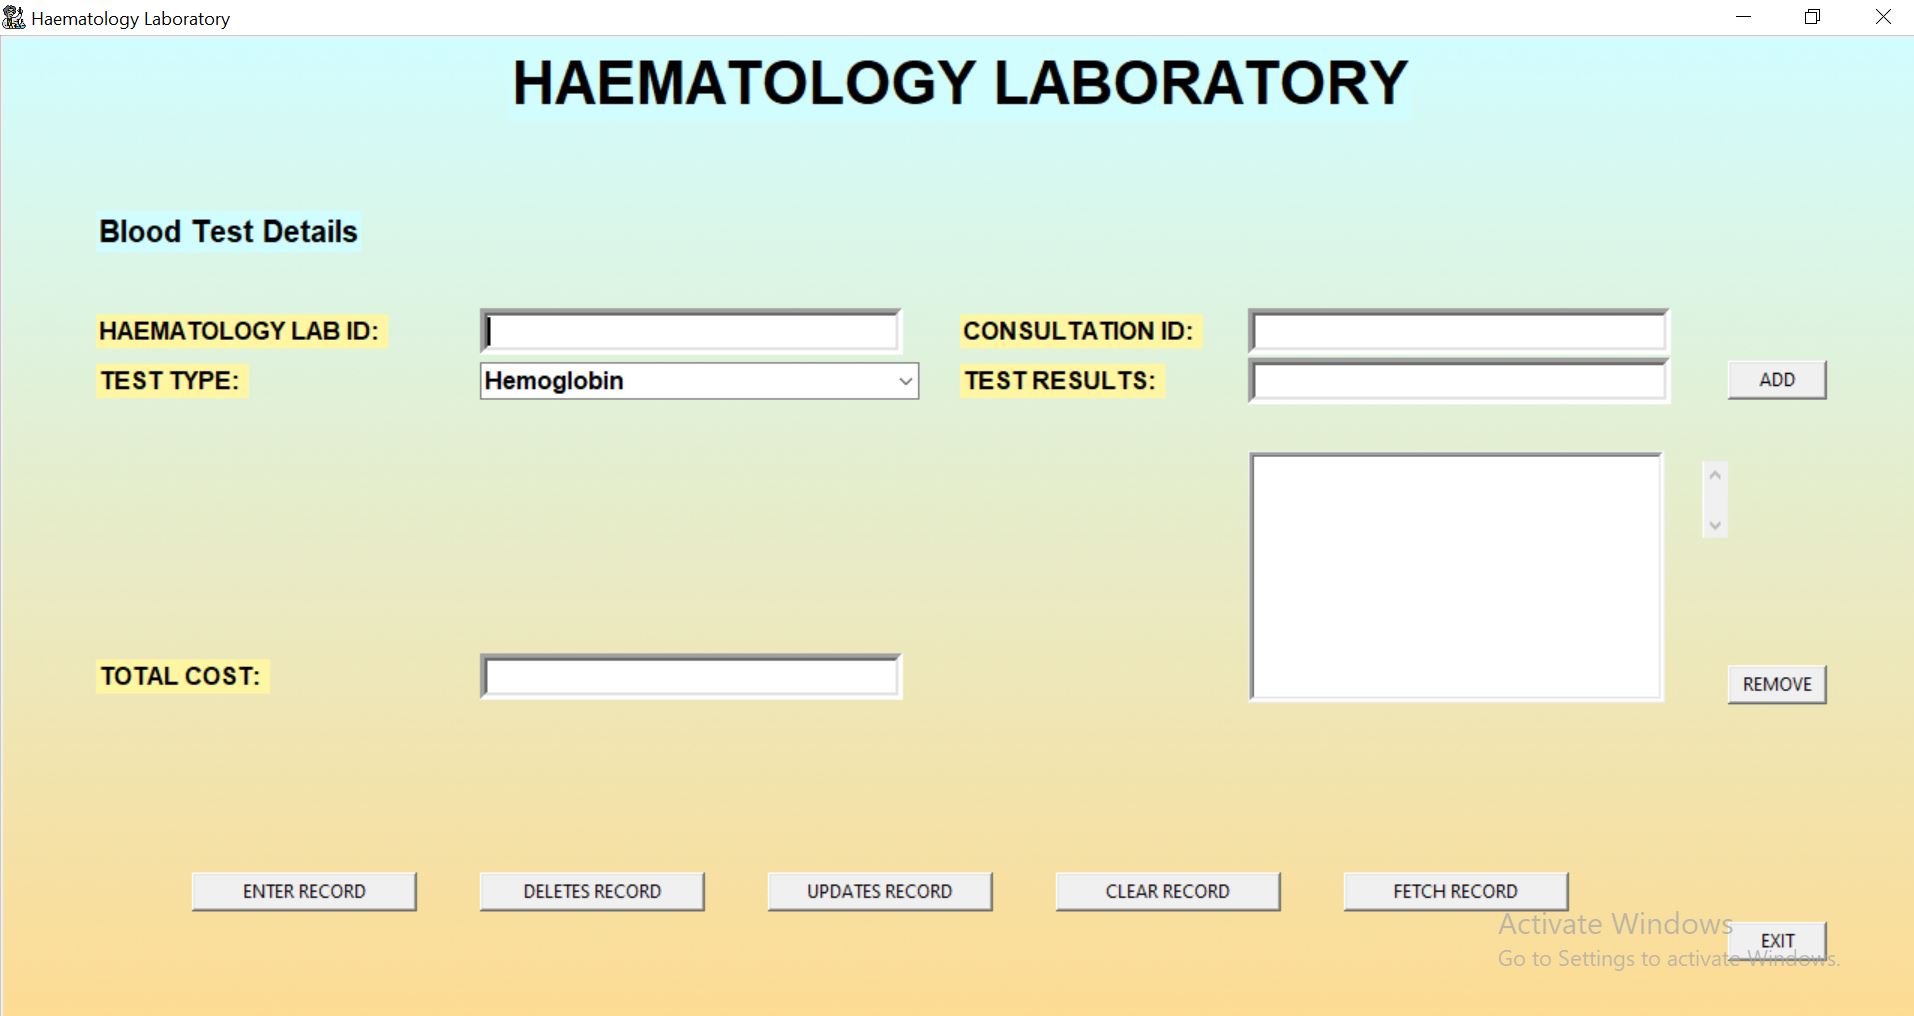 Haematology Laboratory
HAEMATOLOGY LABORATORY
Blood Test Details
HAEMATOLOGY LAB ID:
CONSULTATION ID:
TEST TYPE:
Hemoglobin
TEST RESULTS:
ADD
TOTAL COST:
REMOVE
ENTER RECORD
DELETES RECORD
UPDATES RECORD
CLEAR RECORD
FETCH RECORD
Activate Windows
EXIT
Go to Settings to activate Windows.